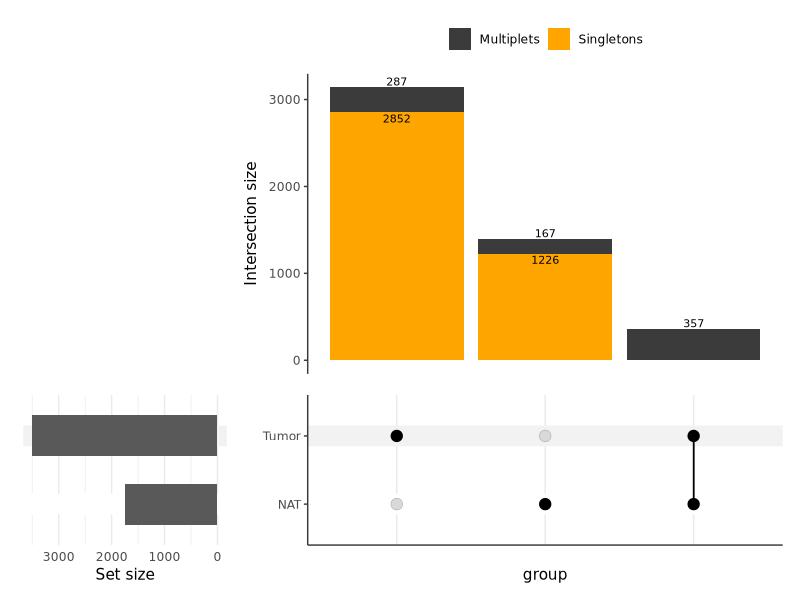 Multiplets Singletons
287
3000
2852
2000
167
1226
1000
357
0
Intersection size
Tumor
NAT
3000 2000 1000 0
Set size
group